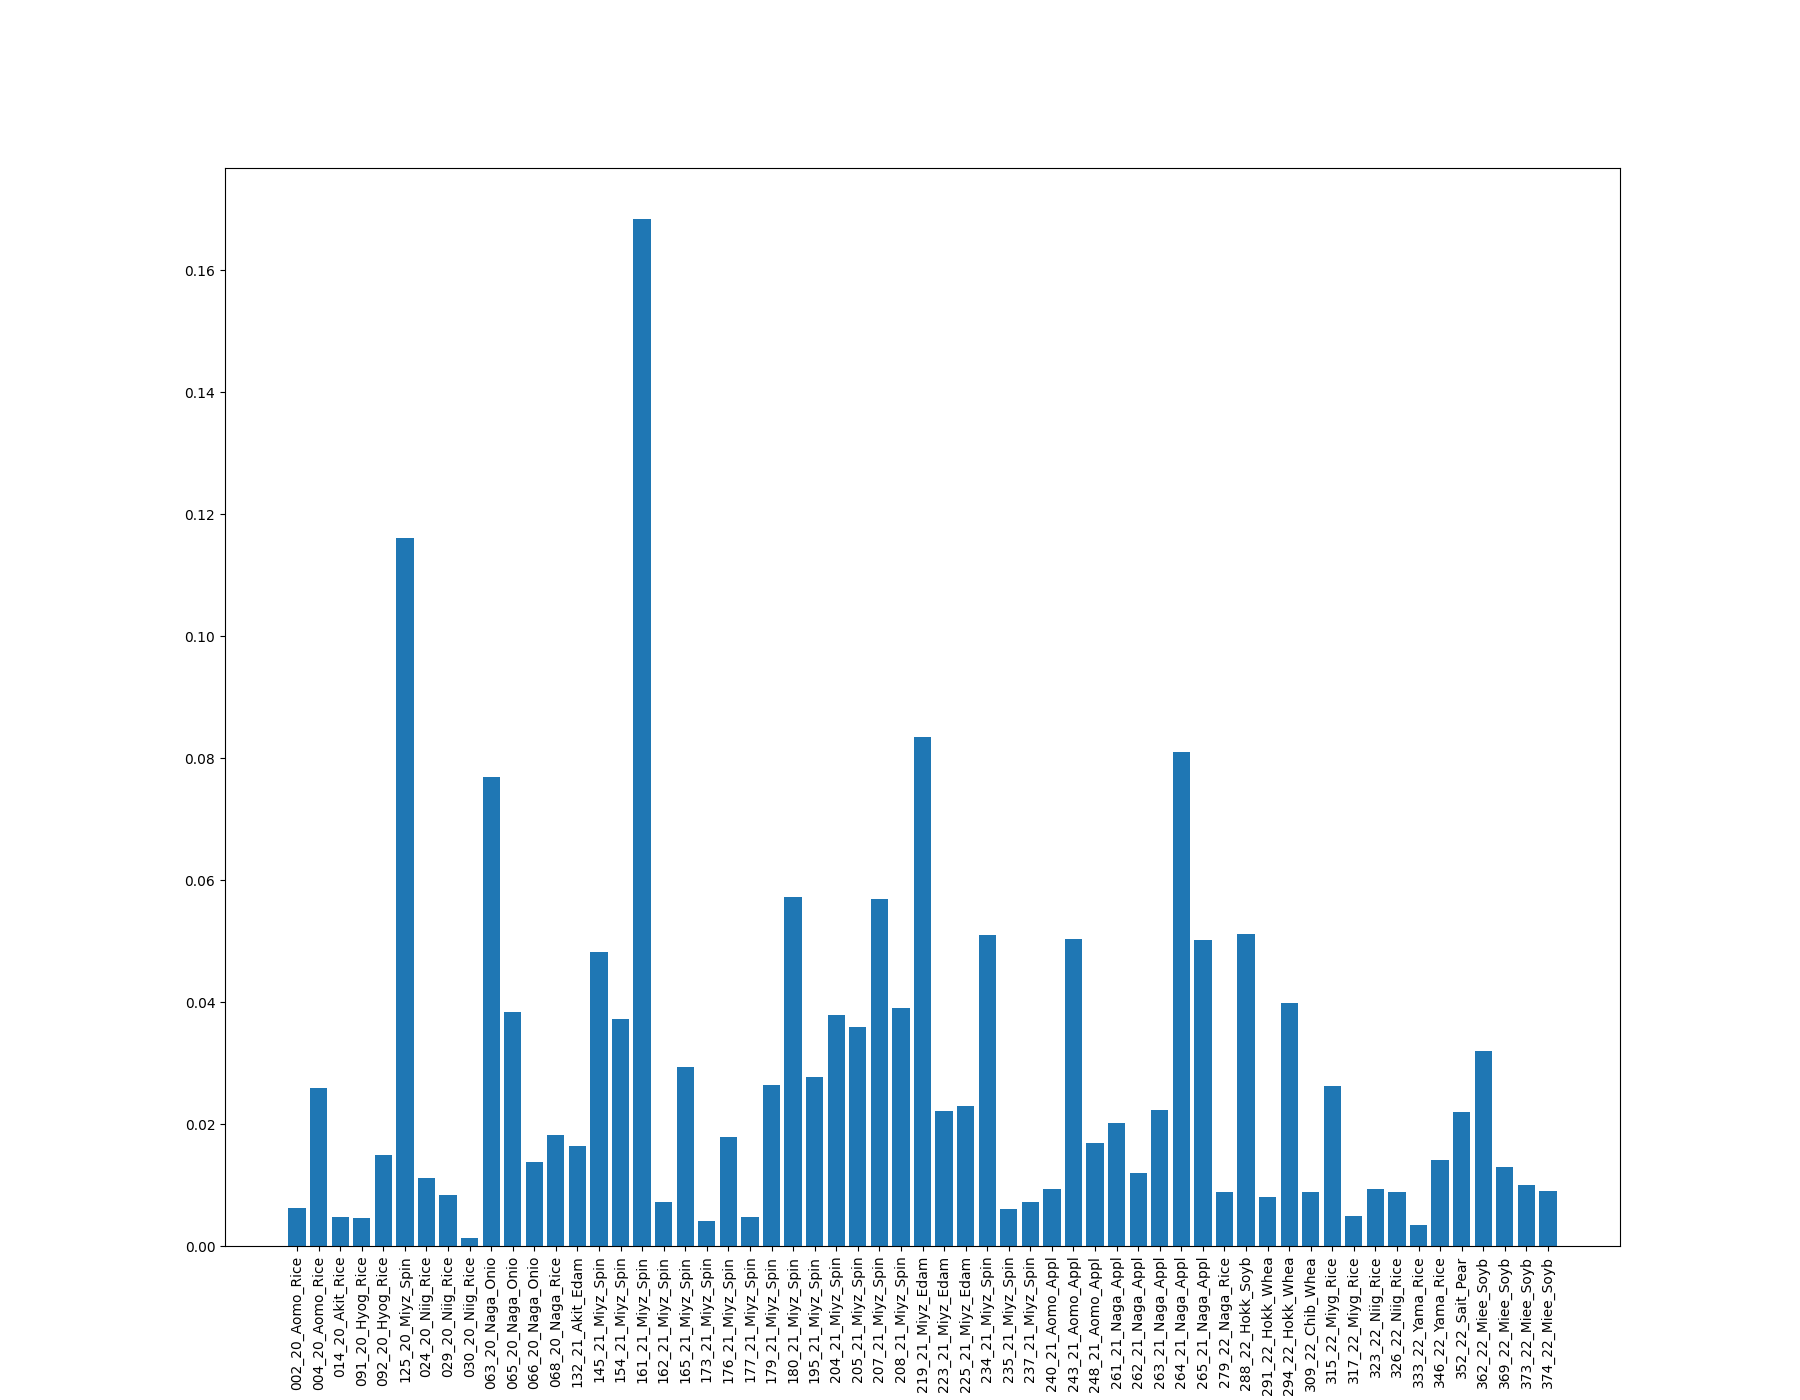 0.16
0.14
0.12
0.10
0.08
0.06
0.04
0.02
0.00
002_20_Aomo_Rice
004_20_Aomo_Rice
014_20_Akit_Rice
091_20_Hyog_Rice
092_20_Hyog_Rice
125_20_Miyz_Spin
024_20_Niig_Rice
029_20_Niig_Rice
030_20_Niig_Rice
063_20_Naga_Onio
065_20_Naga_Onio
066_20_Naga_Onio
068_20_Naga_Rice
132_21_Akit_Edam
145_21_Miyz_Spin
154_21_Miyz_Spin
161_21_Miyz_Spin
162_21_Miyz_Spin
165_21_Miyz_Spin
173_21_Miyz_Spin
176_21_Miyz_Spin
177_21_Miyz_Spin
179_21_Miyz_Spin
180_21_Miyz_Spin
195_21_Miyz_Spin
204_21_Miyz_Spin
205_21_Miyz_Spin
207_21_Miyz_Spin
208_21_Miyz_Spin
219_21_Miyz_Edam
223_21_Miyz_Edam
225_21_Miyz_Edam
234_21_Miyz_Spin
235_21_Miyz_Spin
237_21_Miyz_Spin
240_21_Aomo_Appl
243_21_Aomo_Appl
248_21_Aomo_Appl
261_21_Naga_Appl
262_21_Naga_Appl
263_21_Naga_Appl
264_21_Naga_Appl
265_21_Naga_Appl
279_22_Naga_Rice
288_22_Hokk_Soyb
291_22_Hokk_Whea
294_22_Hokk_Whea
309_22_Chib_Whea
315_22_Miyg_Rice
317_22_Miyg_Rice
323_22_Niig_Rice
326_22_Niig_Rice
333_22_Yama_Rice
346_22_Yama_Rice
352_22_Sait_Pear
362_22_Miee_Soyb
369_22_Miee_Soyb
373_22_Miee_Soyb
374_22_Miee_Soyb